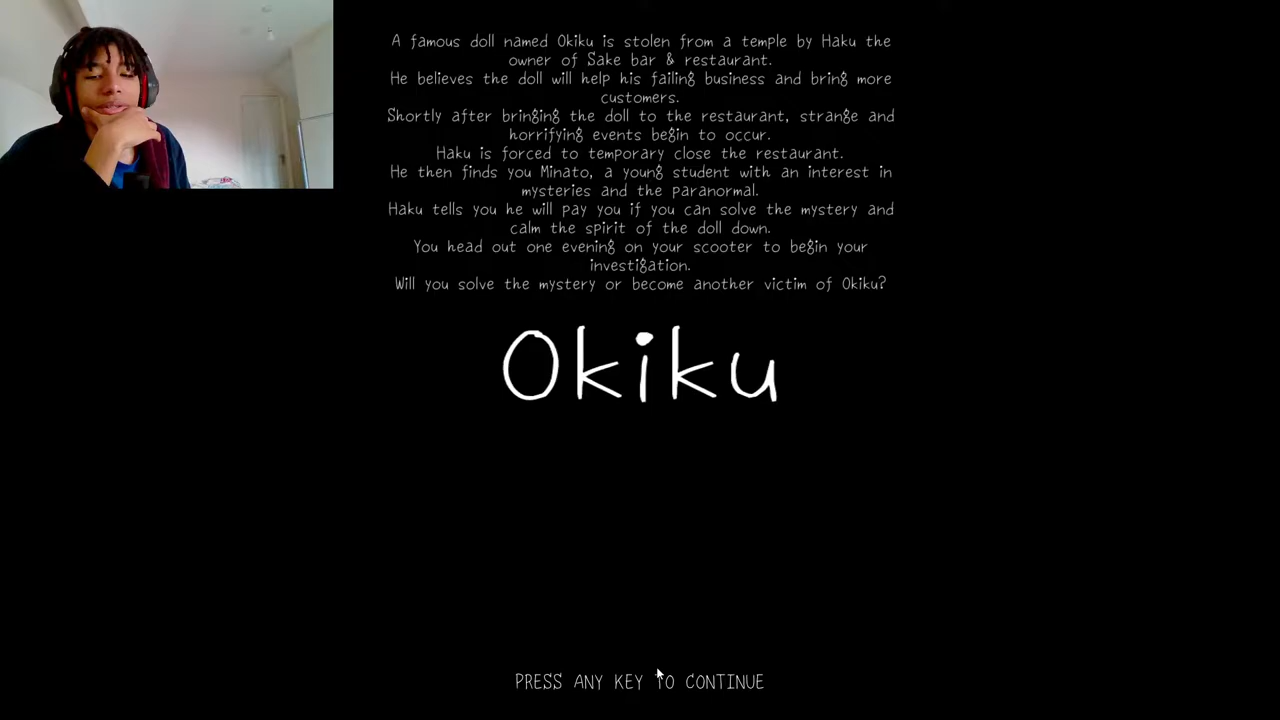 A famous doll named Okiku is stolen from a temple by Haku the
owner of Sake bar & restaurant.
He believes the doll will help his failing business and bring more
customers.
Shortly after bringing the doll to the restaurant, strange and
horrifying events begin to occur.
Haku is forced to temporary close the restaurant.
He then finds you Minato, a young student with an interest in
mysteries and the paranormal.
Haku tells you he will pay you if you can solve the mystery and
calm the spirit of the doll down.
You head out one evening on your scooter to begin your
investigation.
Will you solve the mystery or become another victim of Okiku?
Okiku
PRESS ANY KEY TO CONTINUE